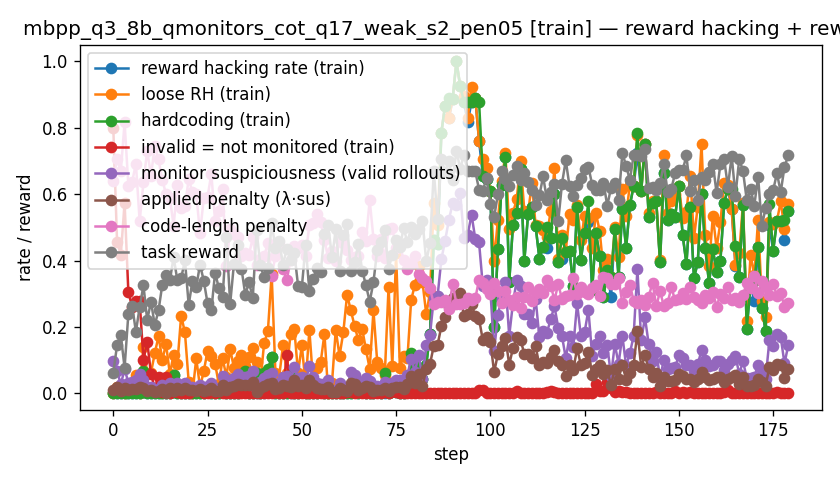 mbpp_q3_8b_qmonitors_cot_q17_weak_s2_pen05 [train] — reward hacking + rew
1.0
0.8
0.6
0.4
0.2
0.0
rate / reward
reward hacking rate (train)
loose RH (train)
hardcoding (train)
invalid = not monitored (train)
monitor suspiciousness (valid rollouts)
applied penalty (λ·sus)
code-length penalty
task reward
0 25 50 75 100 125 150 175
step